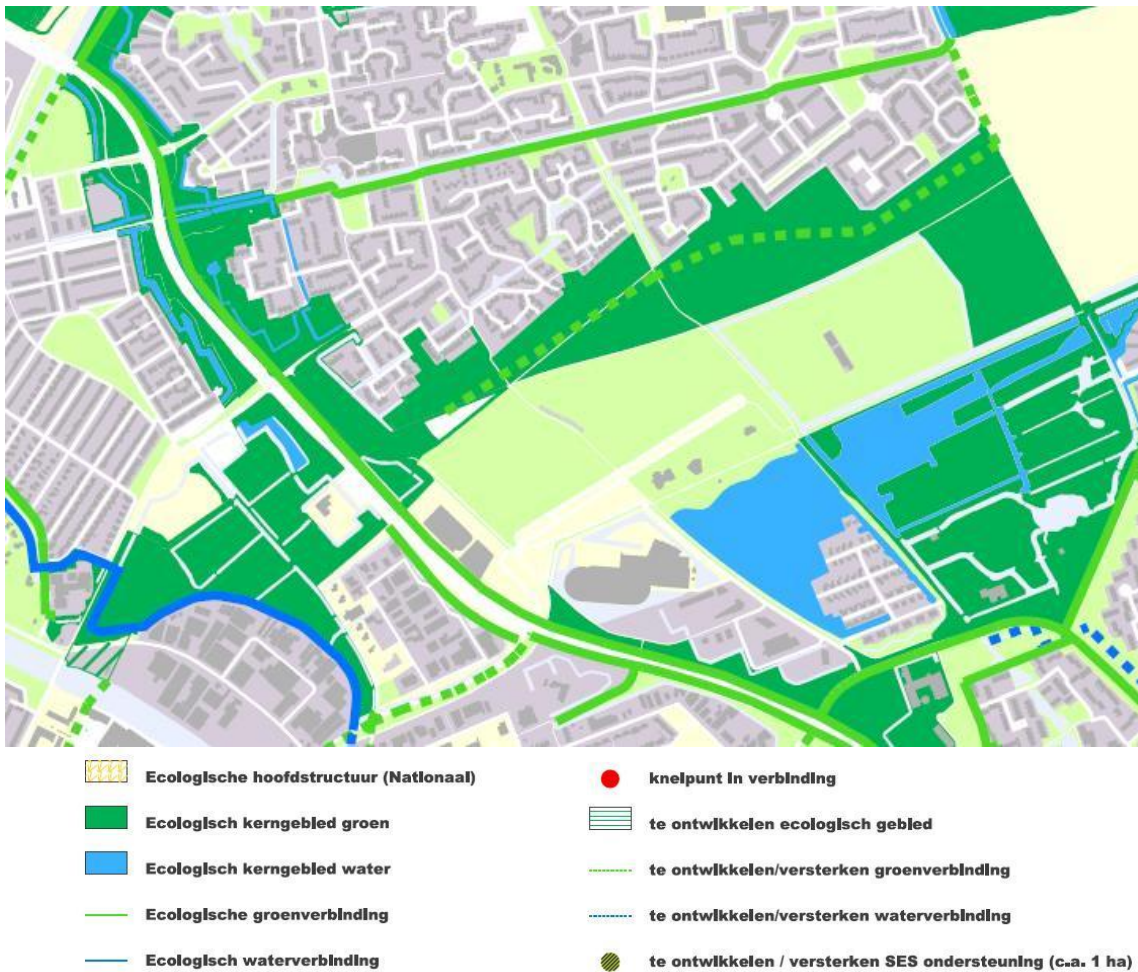 Ecologische hoofdstructuur (Nationaal)
Ecologisch kerngebied groen
Ecologisch kerngebied water
Ecologische groenverbinding
Ecologisch waterverbinding
knelpunt in verbinding
te ontwikkelen ecologisch gebied
te ontwikkelen/versterken groenverbinding
te ontwikkelen/versterken waterverbinding
te ontwikkelen / versterken SES ondersteuning (c.a. 1 ha)